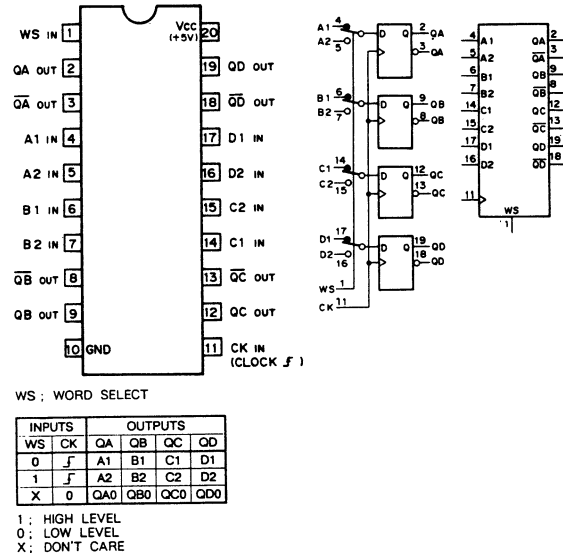 WS IN 1
VCC (+5V) 20
QA OUT 2
19 QD OUT
Q̅A̅ OUT 3
18 Q̅D̅ OUT
A1 IN 4
17 D1 IN
A2 IN 5
16 D2 IN
B1 IN 6
15 C2 IN
B2 IN 7
14 C1 IN
Q̅B̅ OUT 8
13 Q̅C̅ OUT
QB OUT 9
12 QC OUT
10 GND
11 CK IN
(CLOCK ⨍ )
A1 4
A2 5
D Q 2 QA
3 QA
B1 6
B2 7
D Q 9 QB
8 QB
C1 14
C2 15
D Q 12 QC
13 QC
D1 17
D2 16
D Q 19 QD
18 QD
WS 1
CK 11
4 A1 QA 2
5 A2 Q̅A̅ 3
6 B1 QB 9
7 B2 Q̅B̅ 8
14 C1 QC 12
15 C2 Q̅C̅ 13
17 D1 QD 19
16 D2 Q̅D̅ 18
11
WS
1
WS ; WORD SELECT
INPUTS OUTPUTS
WS CK QA QB QC QD
0 ⨍ A1 B1 C1 D1
1 ⨍ A2 B2 C2 D2
X 0 QA0 QB0 QC0 QD0
1 ; HIGH LEVEL
0 ; LOW LEVEL
X ; DON'T CARE